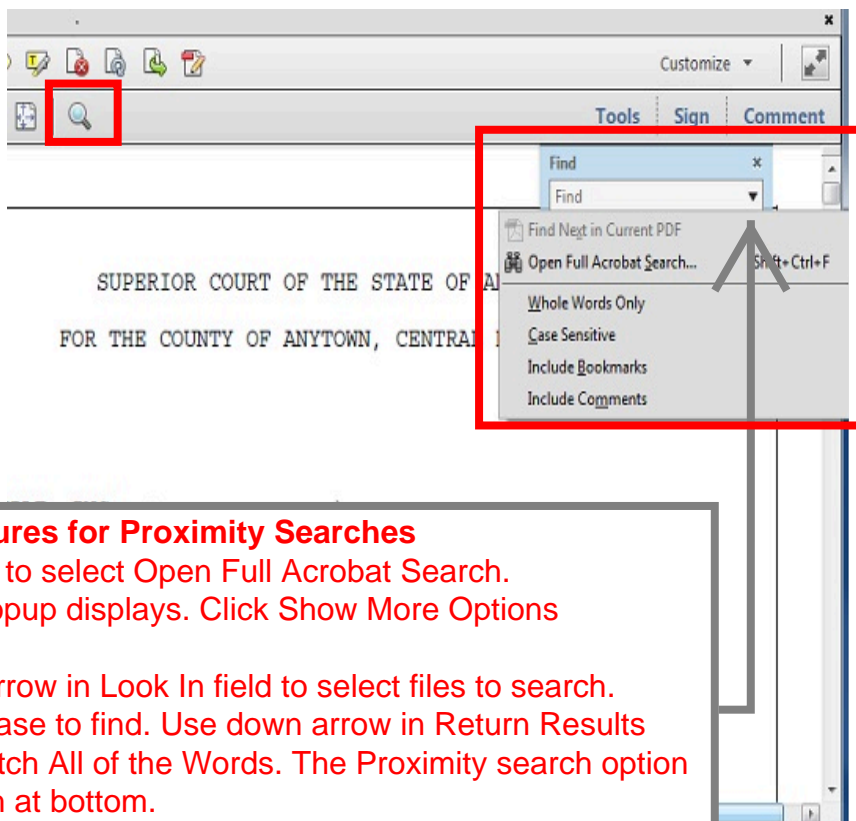 Customize
Tools Sign Comment
Find
Find
Find Next in Current PDF
Open Full Acrobat Search... Shift+Ctrl+F
Whole Words Only
Case Sensitive
Include Bookmarks
Include Comments
SUPERIOR COURT OF THE STATE OF
FOR THE COUNTY OF ANYTOWN, CENTRAL
ures for Proximity Searches
to select Open Full Acrobat Search.
opup displays. Click Show More Options
rrow in Look In field to select files to search.
ase to find. Use down arrow in Return Results
tch All of the Words. The Proximity search option
n at bottom.